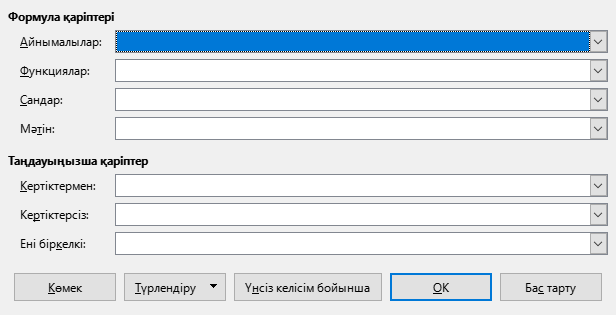 Формула қаріптері
Айнымалылар:
Функциялар:
Сандар:
Мәтін:
Таңдауыңызша қаріптер
Кертіктермен:
Кертіктерсіз:
Ені біркелкі:
Көмек Түрлендіру Үнсіз келісім бойынша ОК Бас тарту